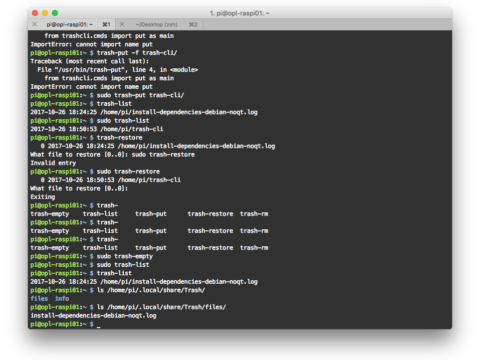 1. pi@opl-raspi01: ~
pi@opl-raspi01: ~ ⌘1 ~/Desktop (zsh) ⌘2
from trashcli.cmds import put as main
ImportError: cannot import name put
pi@opl-raspi01:~ $ trash-put -f trash-cli/
Traceback (most recent call last):
File "/usr/bin/trash-put", line 4, in <module>
from trashcli.cmds import put as main
ImportError: cannot import name put
pi@opl-raspi01:~ $ sudo trash-put trash-cli/
pi@opl-raspi01:~ $ trash-list
2017-10-26 18:24:25 /home/pi/install-dependencies-debian-noqt.log
pi@opl-raspi01:~ $ sudo trash-list
2017-10-26 18:50:53 /home/pi/trash-cli
pi@opl-raspi01:~ $ trash-restore
0 2017-10-26 18:24:25 /home/pi/install-dependencies-debian-noqt.log
What file to restore [0..0]: sudo trash-restore
Invalid entry
pi@opl-raspi01:~ $ sudo trash-restore
0 2017-10-26 18:50:53 /home/pi/trash-cli
What file to restore [0..0]:
Exiting
pi@opl-raspi01:~ $ trash-
trash-empty trash-list trash-put trash-restore trash-rm
pi@opl-raspi01:~ $ trash-
trash-empty trash-list trash-put trash-restore trash-rm
pi@opl-raspi01:~ $ trash-
trash-empty trash-list trash-put trash-restore trash-rm
pi@opl-raspi01:~ $ sudo trash-empty
pi@opl-raspi01:~ $ sudo trash-list
pi@opl-raspi01:~ $ trash-list
2017-10-26 18:24:25 /home/pi/install-dependencies-debian-noqt.log
pi@opl-raspi01:~ $ ls /home/pi/.local/share/Trash/
files info
pi@opl-raspi01:~ $ ls /home/pi/.local/share/Trash/files/
install-dependencies-debian-noqt.log
pi@opl-raspi01:~ $